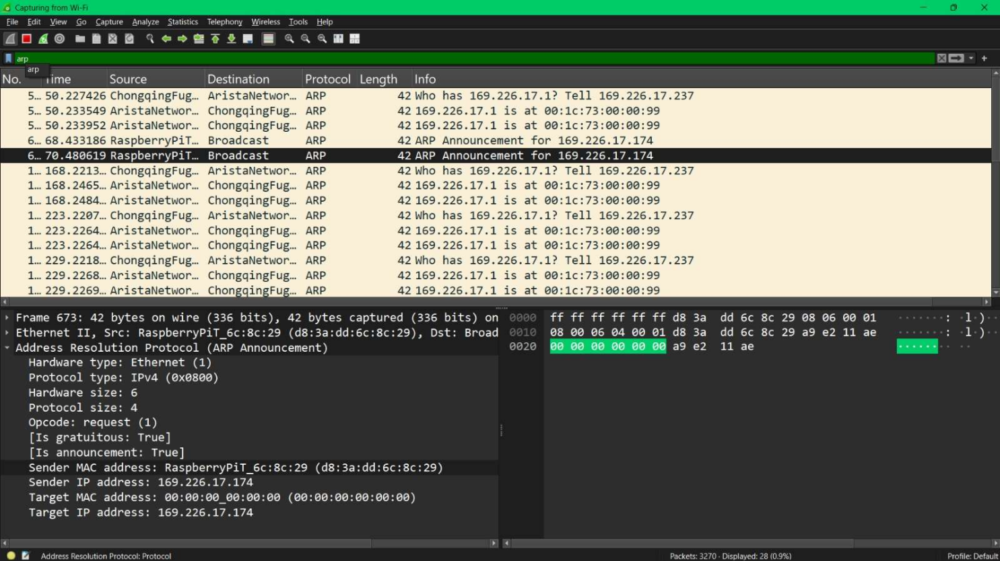 Capturing from Wi-Fi
File Edit View Go Capture Analyze Statistics Telephony Wireless Tools Help
arp
arp
No. Time Source Destination Protocol Length Info
5… 50.227426 ChongqingFug… AristaNetwor… ARP 42 Who has 169.226.17.1? Tell 169.226.17.237
5… 50.233549 AristaNetwor… ChongqingFug… ARP 42 169.226.17.1 is at 00:1c:73:00:00:99
5… 50.233952 AristaNetwor… ChongqingFug… ARP 42 169.226.17.1 is at 00:1c:73:00:00:99
6… 68.433186 RaspberryPiT… Broadcast ARP 42 ARP Announcement for 169.226.17.174
6… 70.480619 RaspberryPiT… Broadcast ARP 42 ARP Announcement for 169.226.17.174
1… 168.2213… ChongqingFug… AristaNetwor… ARP 42 Who has 169.226.17.1? Tell 169.226.17.237
1… 168.2465… AristaNetwor… ChongqingFug… ARP 42 169.226.17.1 is at 00:1c:73:00:00:99
1… 168.2484… AristaNetwor… ChongqingFug… ARP 42 169.226.17.1 is at 00:1c:73:00:00:99
1… 223.2207… ChongqingFug… AristaNetwor… ARP 42 Who has 169.226.17.1? Tell 169.226.17.237
1… 223.2264… AristaNetwor… ChongqingFug… ARP 42 169.226.17.1 is at 00:1c:73:00:00:99
1… 223.2264… AristaNetwor… ChongqingFug… ARP 42 169.226.17.1 is at 00:1c:73:00:00:99
1… 229.2218… ChongqingFug… AristaNetwor… ARP 42 Who has 169.226.17.1? Tell 169.226.17.237
1… 229.2268… AristaNetwor… ChongqingFug… ARP 42 169.226.17.1 is at 00:1c:73:00:00:99
1… 229.2269… AristaNetwor… ChongqingFug… ARP 42 169.226.17.1 is at 00:1c:73:00:00:99
Frame 673: 42 bytes on wire (336 bits), 42 bytes captured (336 bits) on
Ethernet II, Src: RaspberryPiT_6c:8c:29 (d8:3a:dd:6c:8c:29), Dst: Broad
Address Resolution Protocol (ARP Announcement)
Hardware type: Ethernet (1)
Protocol type: IPv4 (0x0800)
Hardware size: 6
Protocol size: 4
Opcode: request (1)
[Is gratuitous: True]
[Is announcement: True]
Sender MAC address: RaspberryPiT_6c:8c:29 (d8:3a:dd:6c:8c:29)
Sender IP address: 169.226.17.174
Target MAC address: 00:00:00_00:00:00 (00:00:00:00:00:00)
Target IP address: 169.226.17.174
0000 ff ff ff ff ff ff d8 3a dd 6c 8c 29 08 06 00 01 ·······: ·l·)····
0010 08 00 06 04 00 01 d8 3a dd 6c 8c 29 a9 e2 11 ae ·······: ·l·)····
0020 00 00 00 00 00 00 a9 e2 11 ae ········ ··
Address Resolution Protocol: Protocol
Packets: 3270 · Displayed: 28 (0.9%)
Profile: Default